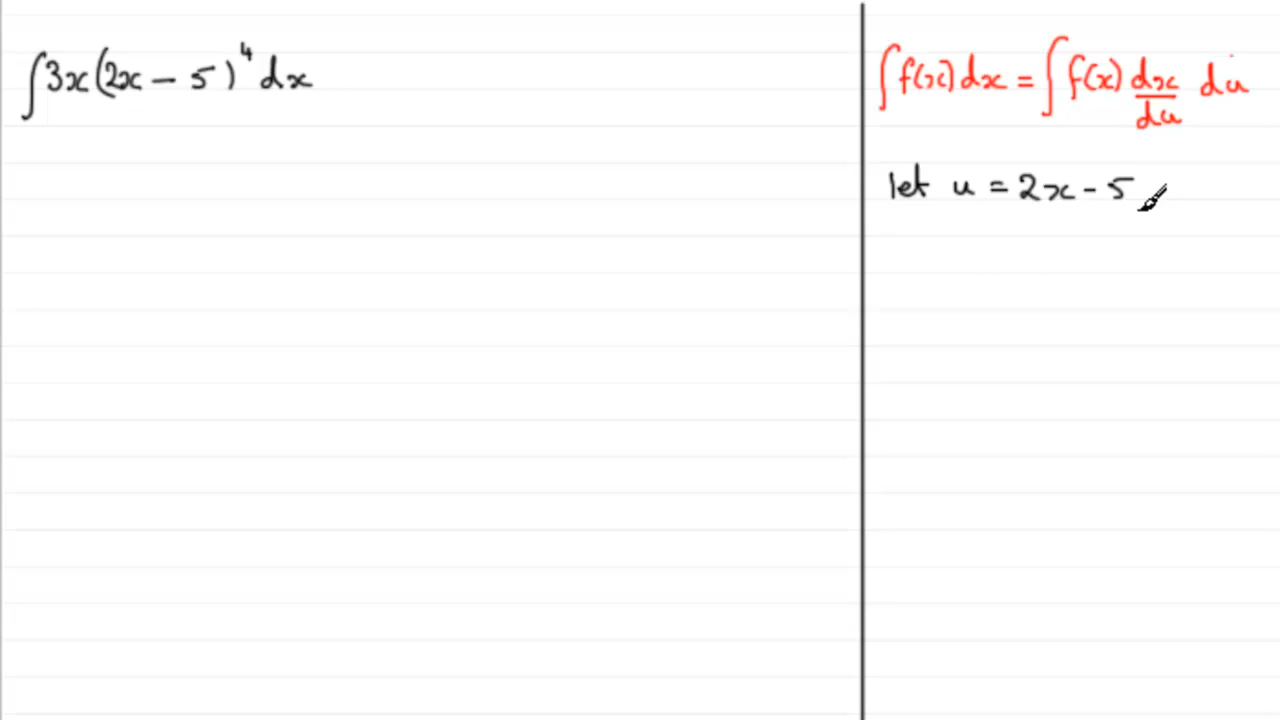 ∫3x(2x - 5)⁴ dx
∫f(x) dx = ∫f(x) dx/du du
let u = 2x - 5